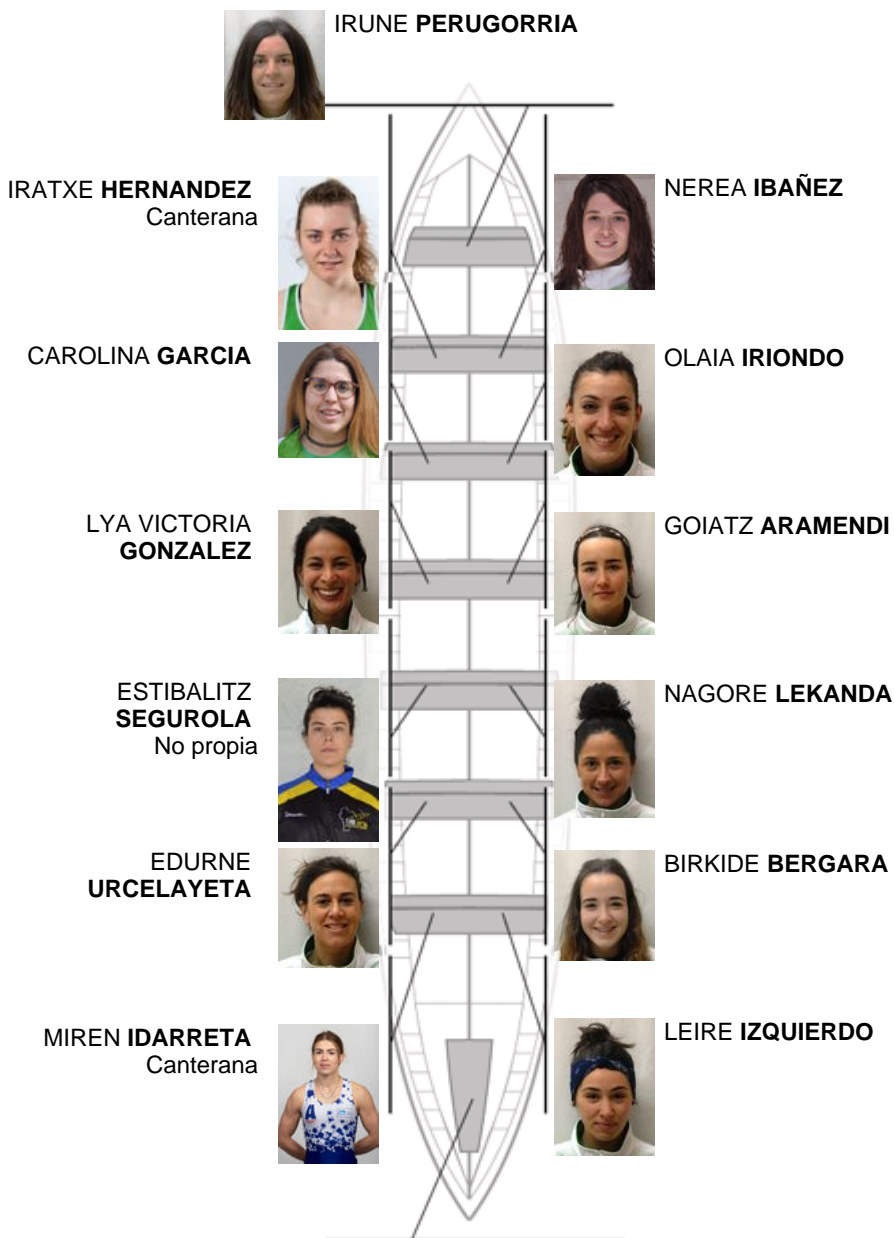 IRUNE PERUGORRIA
IRATXE HERNANDEZ
Canterana
NEREA IBAÑEZ
CAROLINA GARCIA
OLAIA IRIONDO
LYA VICTORIA
GONZALEZ
GOIATZ ARAMENDI
ESTIBALITZ
SEGUROLA
No propia
NAGORE LEKANDA
EDURNE
URCELAYETA
BIRKIDE BERGARA
MIREN IDARRETA
Canterana
LEIRE IZQUIERDO